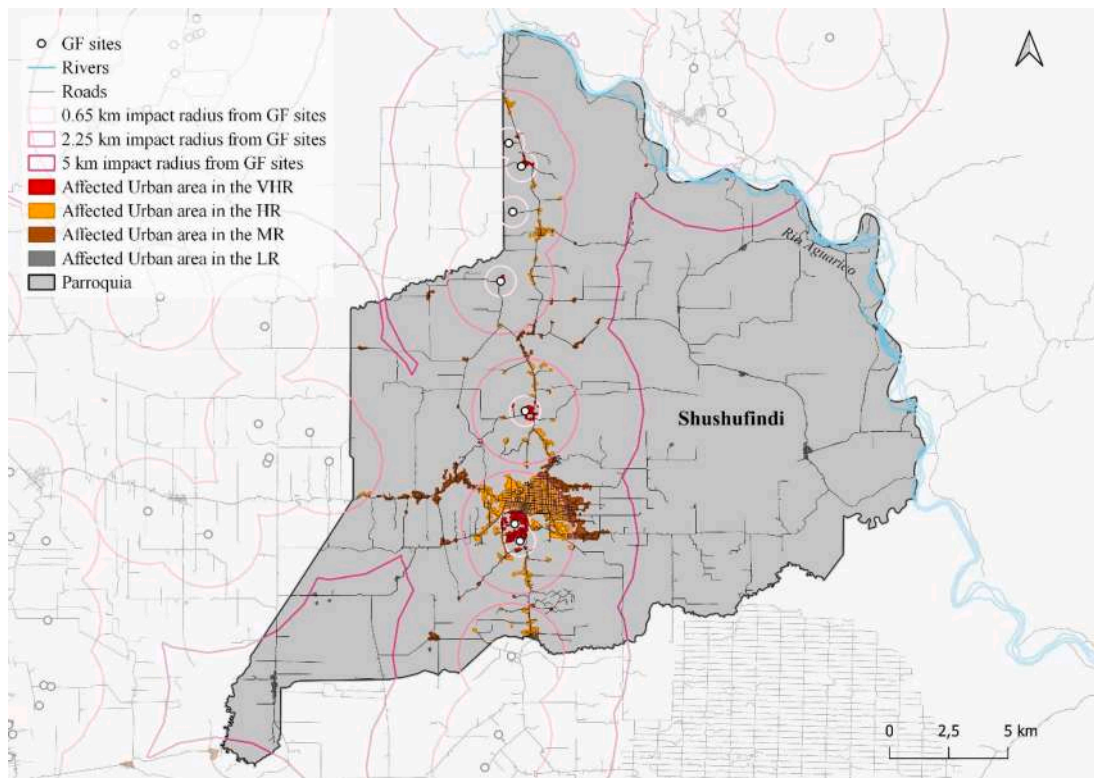 GF sites
Rivers
Roads
0.65 km impact radius from GF sites
2.25 km impact radius from GF sites
5 km impact radius from GF sites
Affected Urban area in the VHR
Affected Urban area in the HR
Affected Urban area in the MR
Affected Urban area in the LR
Parroquia
Río Aguarico
Shushufindi
0 2,5 5 km